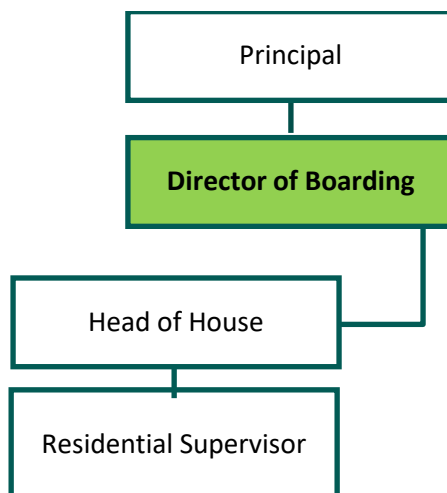 Principal
Director of Boarding
Head of House
Residential Supervisor